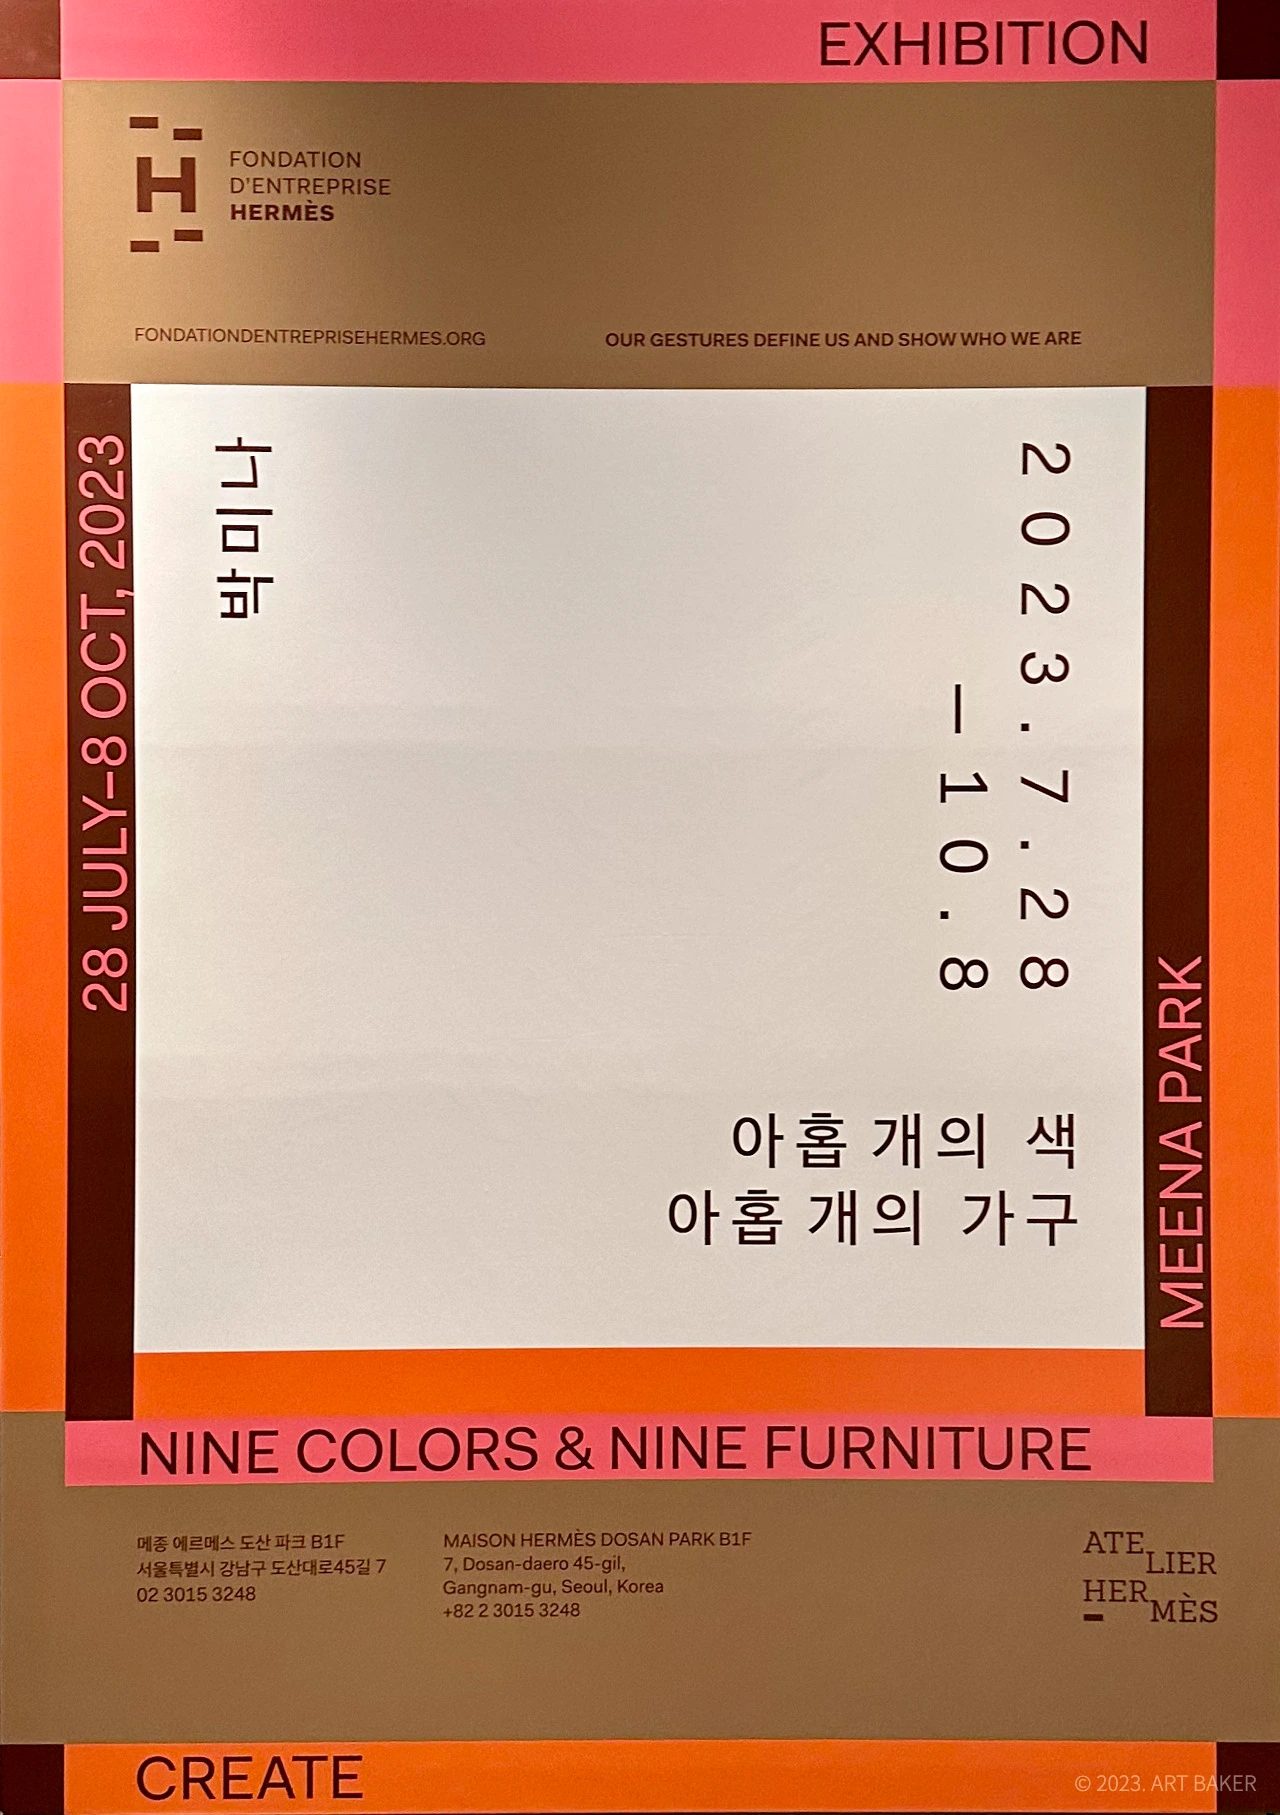 EXHIBITION
H
FONDATION
D'ENTREPRISE
HERMÈS
FONDATIONDENTREPRISEHERMES.ORG
OUR GESTURES DEFINE US AND SHOW WHO WE ARE
28 JULY–8 OCT, 2023
박미나
2023.7.28
—10.8
아홉 개의 색
아홉 개의 가구
MEENA PARK
NINE COLORS & NINE FURNITURE
메종 에르메스 도산 파크 B1F
서울특별시 강남구 도산대로45길 7
02 3015 3248
MAISON HERMÈS DOSAN PARK B1F
7, Dosan-daero 45-gil,
Gangnam-gu, Seoul, Korea
+82 2 3015 3248
ATELIER
HERMÈS
CREATE
© 2023. ART BAKER